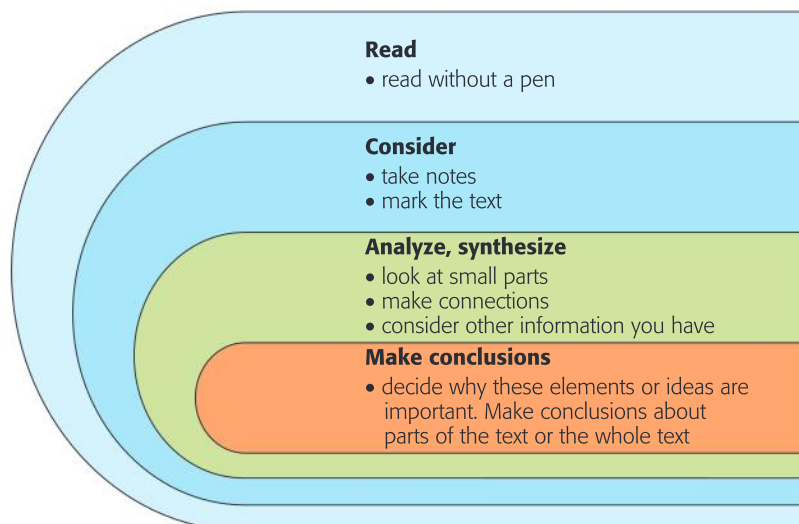 Read
• read without a pen
Consider
• take notes
• mark the text
Analyze, synthesize
• look at small parts
• make connections
• consider other information you have
Make conclusions
• decide why these elements or ideas are
important. Make conclusions about
parts of the text or the whole text